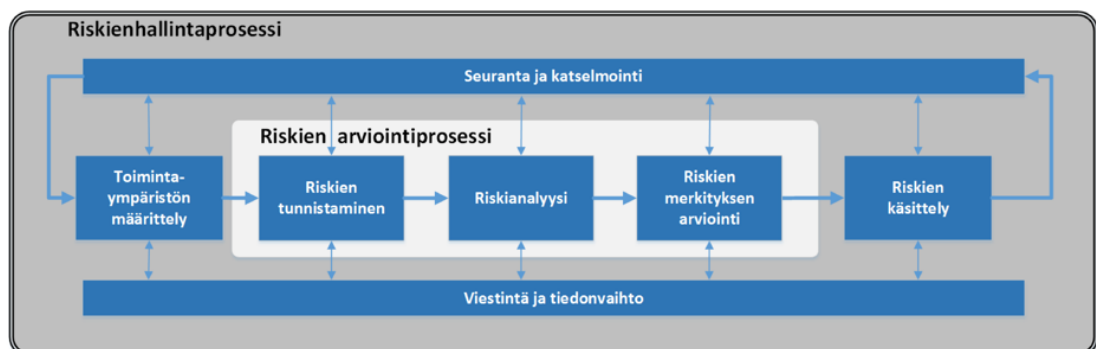 Riskienhallintaprosessi
Seuranta ja katselmointi
Riskien arviointiprosessi
Toiminta-
ympäristön
määrittely
Riskien
tunnistaminen
Riskianalyysi
Riskien
merkityksen
arviointi
Riskien
käsittely
Viestintä ja tiedonvaihto